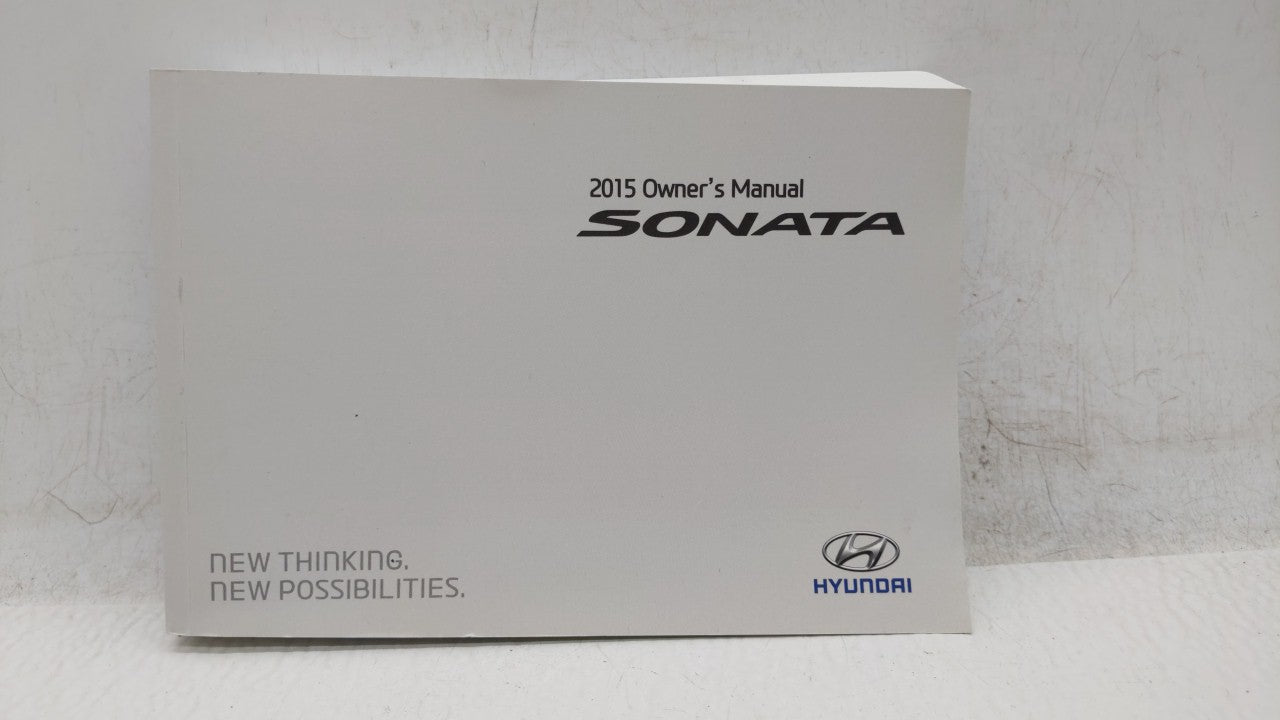 2015 Owner's Manual
SONATA
NEW THINKING.
NEW POSSIBILITIES.
HYUNDAI